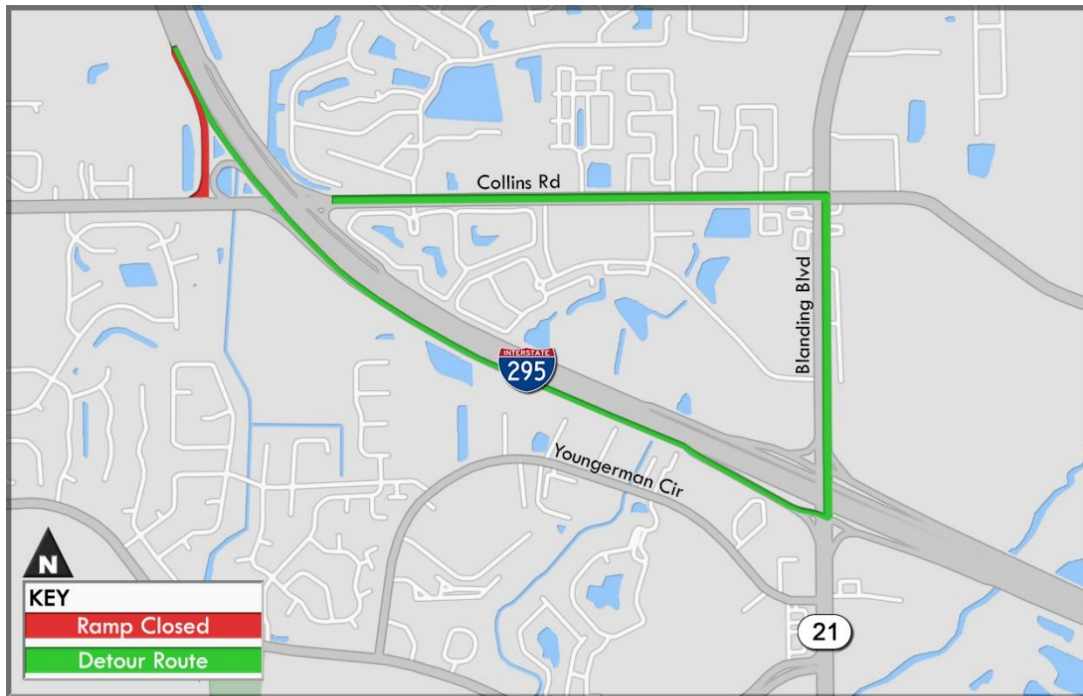 Collins Rd
Blanding Blvd
INTERSTATE
295
Youngerman Cir
N
KEY
Ramp Closed
Detour Route
21